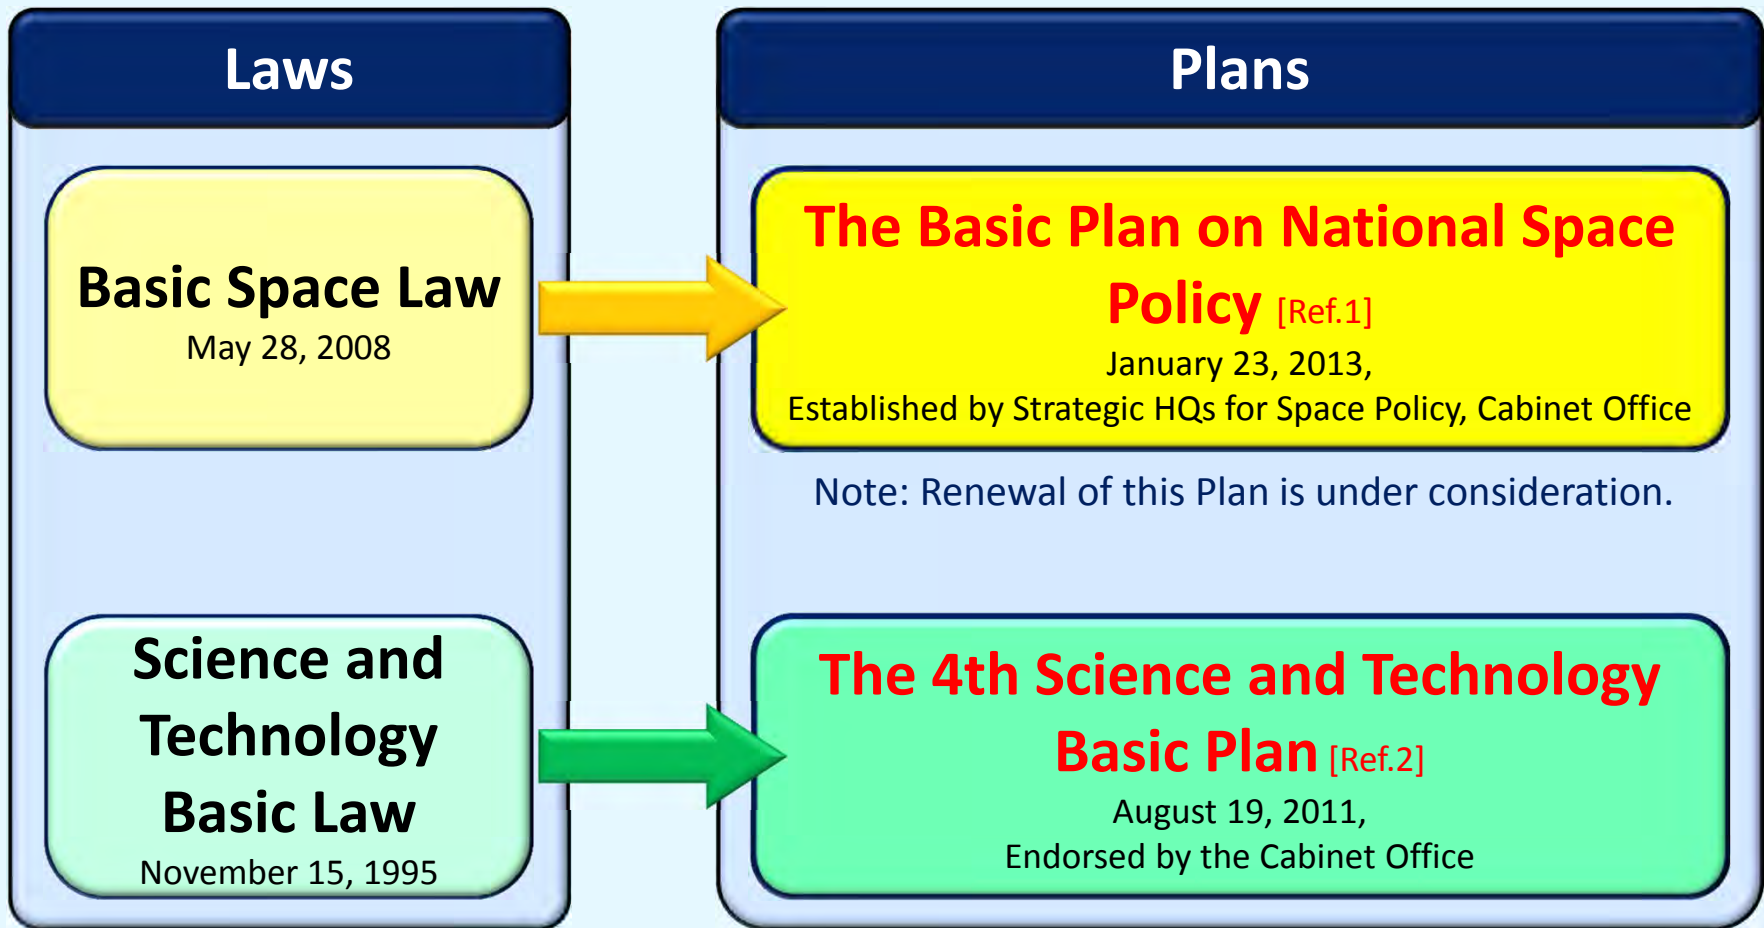 Laws
Basic Space Law
May 28, 2008
Science and
Technology
Basic Law
November 15, 1995
Plans
The Basic Plan on National Space
Policy [Ref.1]
January 23, 2013,
Established by Strategic HQs for Space Policy, Cabinet Office
Note: Renewal of this Plan is under consideration.
The 4th Science and Technology
Basic Plan [Ref.2]
August 19, 2011,
Endorsed by the Cabinet Office